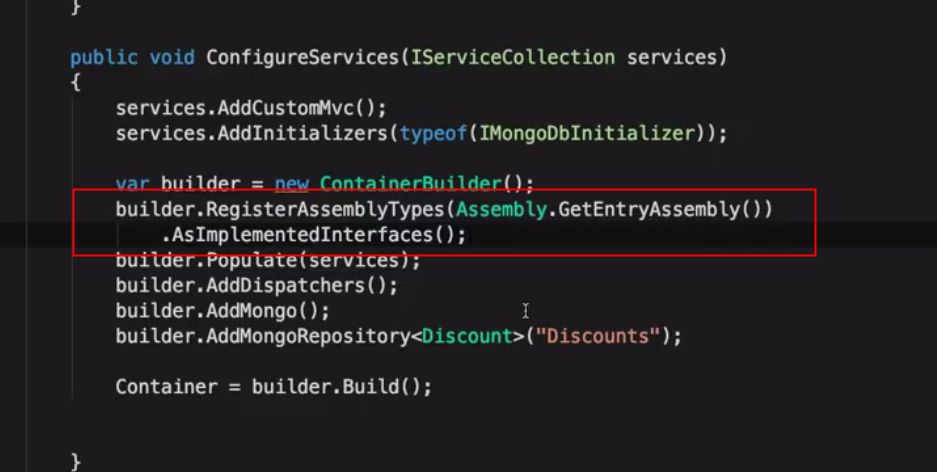 }
public void ConfigureServices(IServiceCollection services)
{
services.AddCustomMvc();
services.AddInitializers(typeof(IMongoDbInitializer));
var builder = new ContainerBuilder();
builder.RegisterAssemblyTypes(Assembly.GetEntryAssembly())
.AsImplementedInterfaces();
builder.Populate(services);
builder.AddDispatchers();
builder.AddMongo();
builder.AddMongoRepository<Discount>("Discounts");
Container = builder.Build();
}